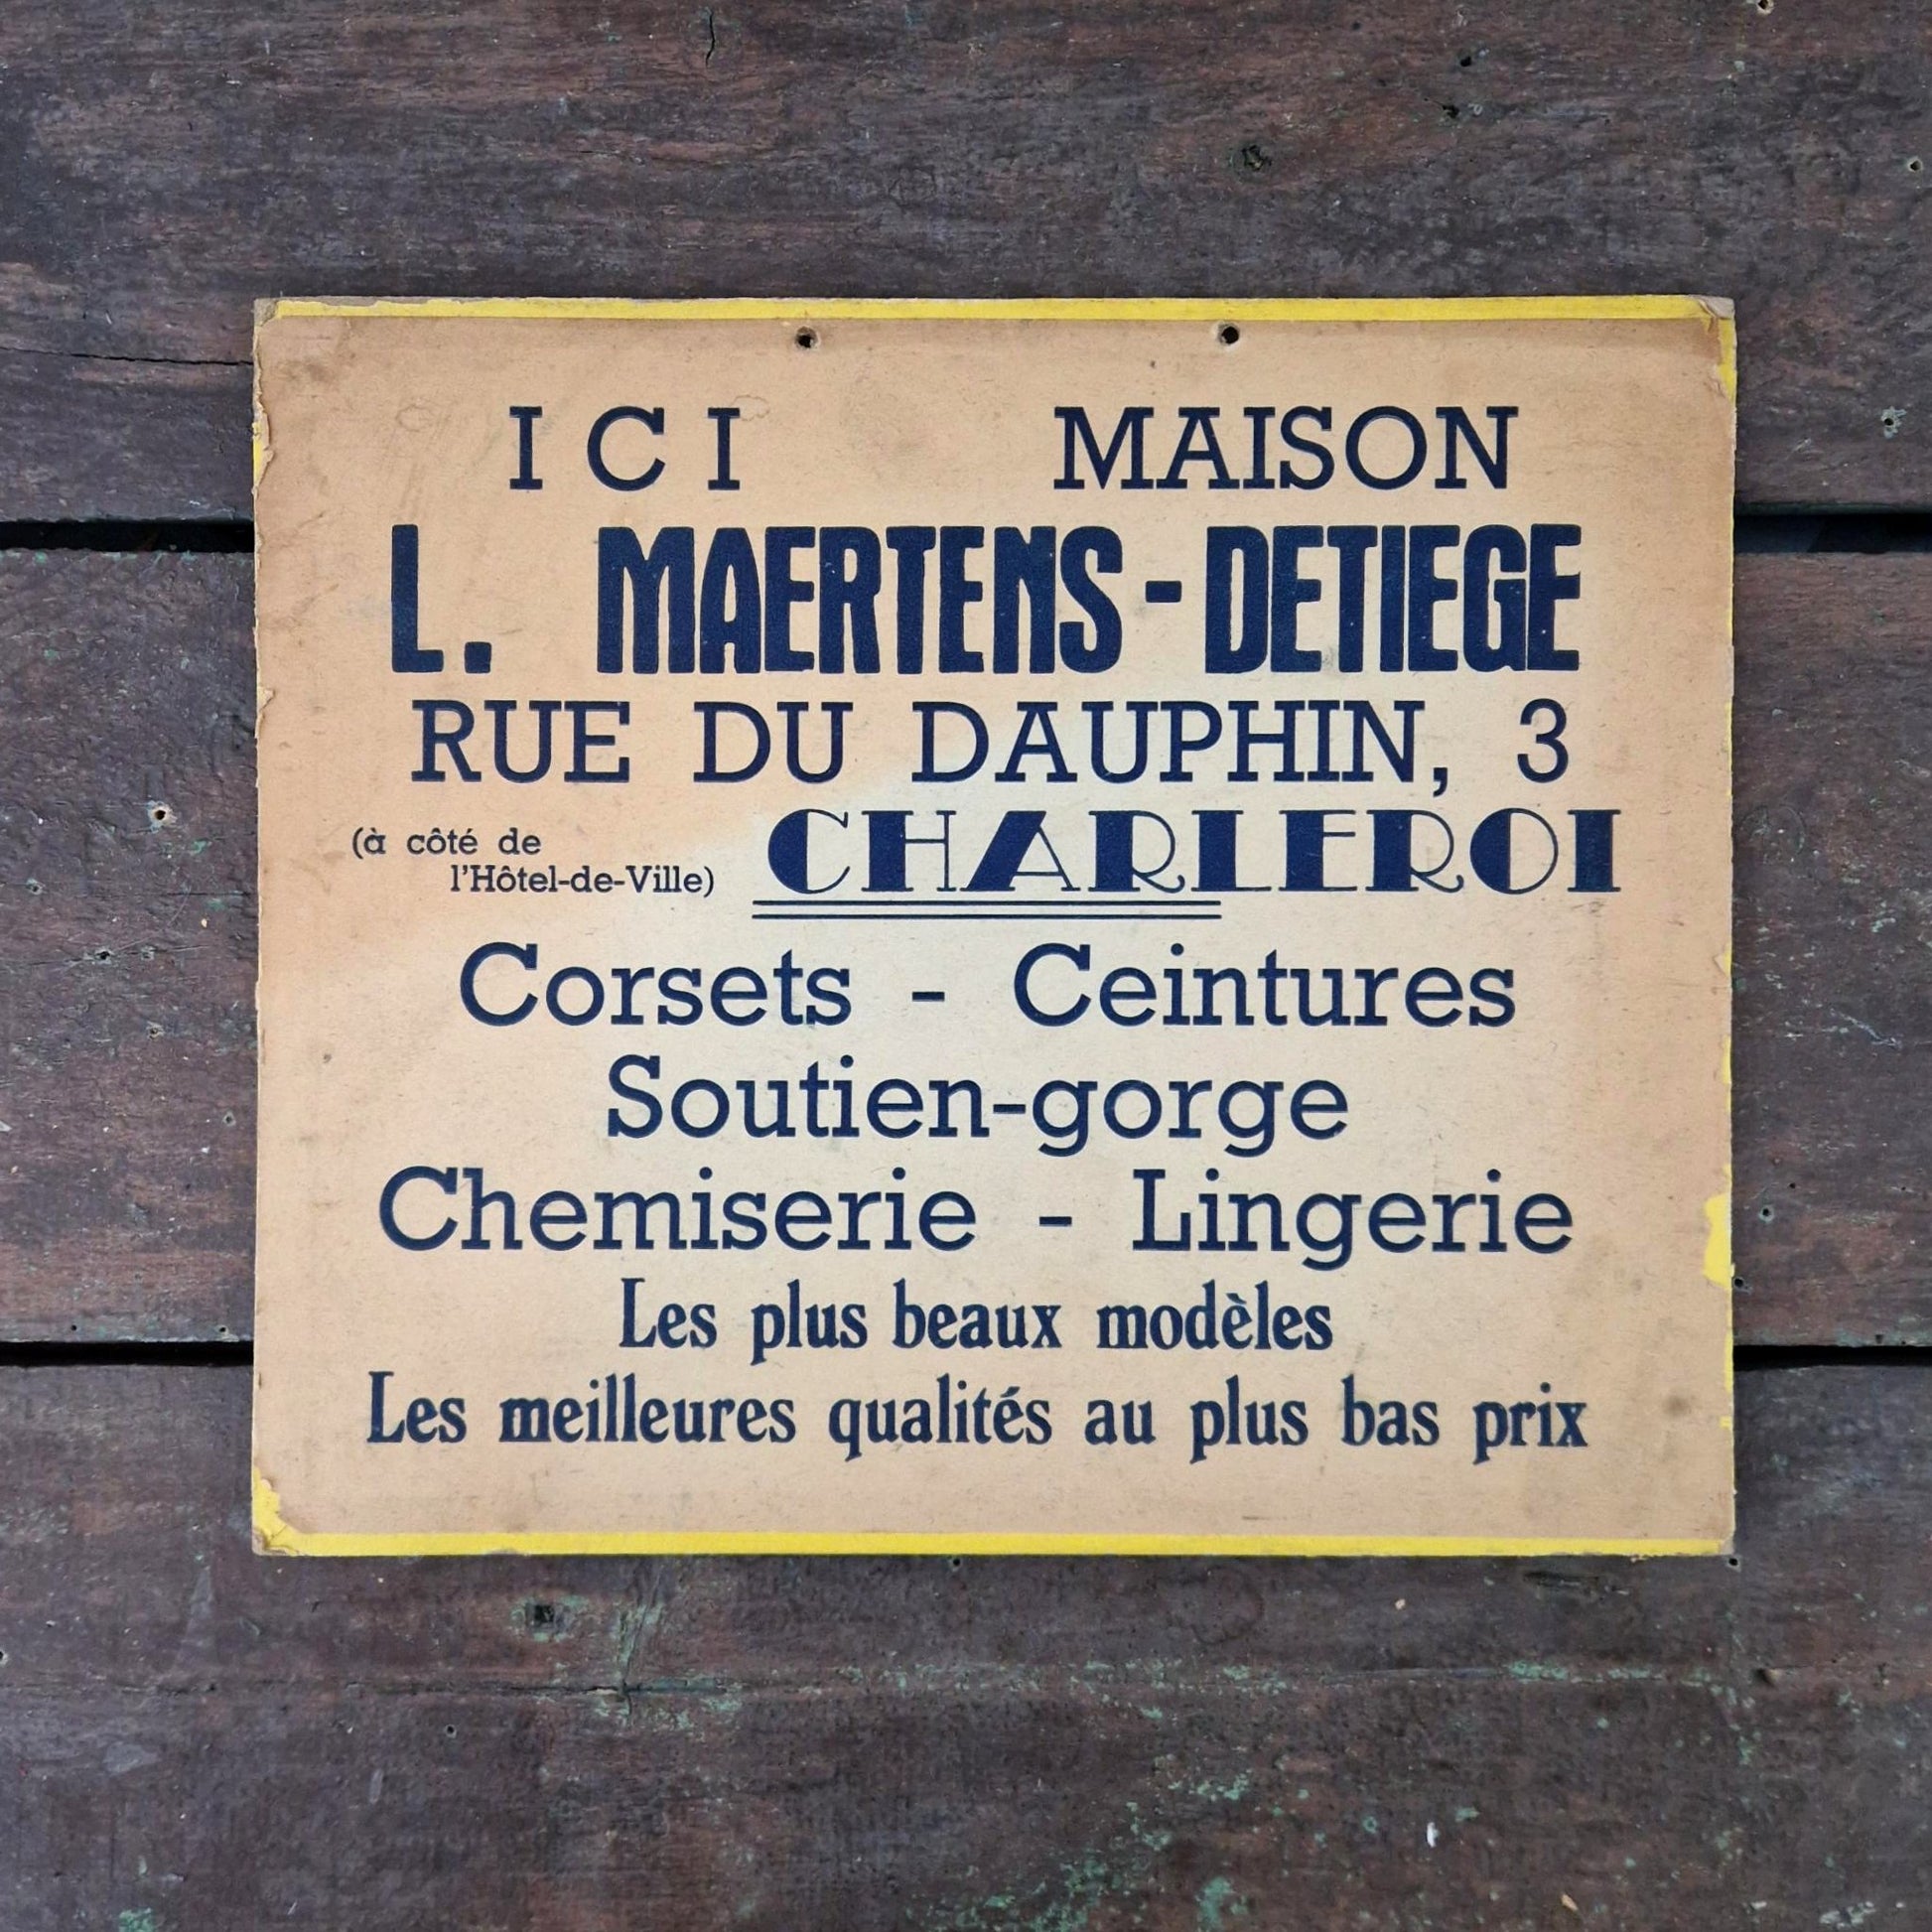 ICI MAISON
L. MAERTENS-DETIEGE
RUE DU DAUPHIN, 3
(à côté de
l'Hôtel-de-Ville) CHARLEROI
Corsets - Ceintures
Soutien-gorge
Chemiserie - Lingerie
Les plus beaux modèles
Les meilleures qualités au plus bas prix